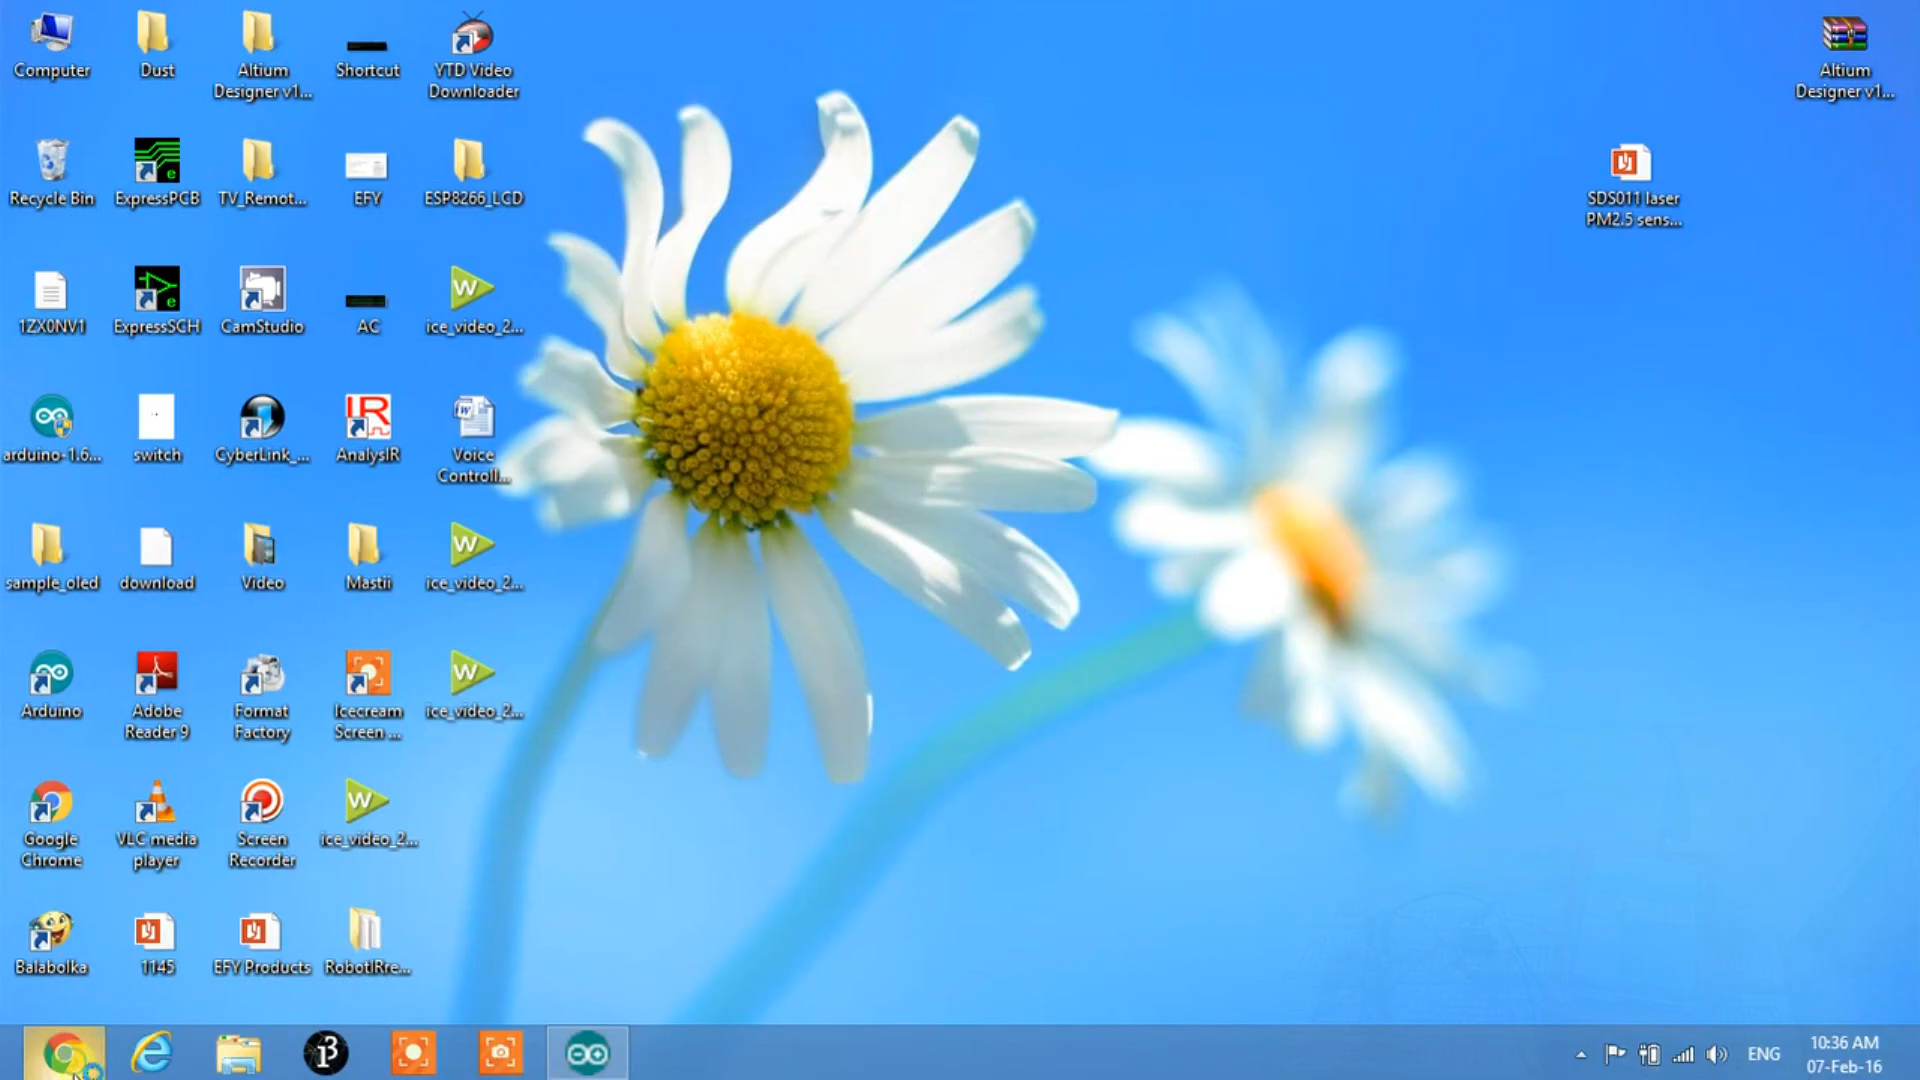 Computer
Dust
Altium
Designer v1...
Shortcut
YTD Video
Downloader
Altium
Designer v1...
Recycle Bin
ExpressPCB
TV_Remot...
EFY
ESP8266_LCD
SDS011 laser
PM2.5 sens...
1ZX0NV1
ExpressSCH
CamStudio
AC
ice_video_2...
arduino-1.6...
switch
CyberLink_...
IR
AnalysIR
Voice
Controll...
sample_oled
download
Video
Mastii
ice_video_2...
Arduino
Adobe
Reader 9
Format
Factory
Icecream
Screen ...
ice_video_2...
Google
Chrome
VLC media
player
Screen
Recorder
ice_video_2...
Balabolka
1145
EFY Products
RobotIRre...
ENG
10:36 AM
07-Feb-16